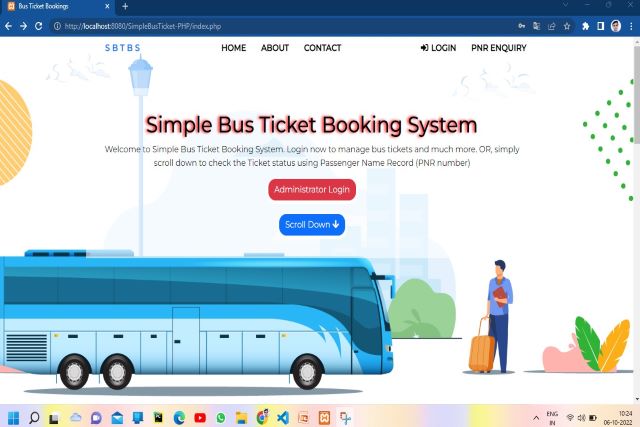 Bus Ticket Bookings
http://localhost:8080/SimpleBusTicket-PHP/index.php
SBTBS HOME ABOUT CONTACT LOGIN PNR ENQUIRY
Simple Bus Ticket Booking System
Welcome to Simple Bus Ticket Booking System. Login now to manage bus tickets and much more. OR, simply
scroll down to check the Ticket status using Passenger Name Record (PNR number)
Administrator Login
Scroll Down
ENG 10:24
IN 06-10-2022